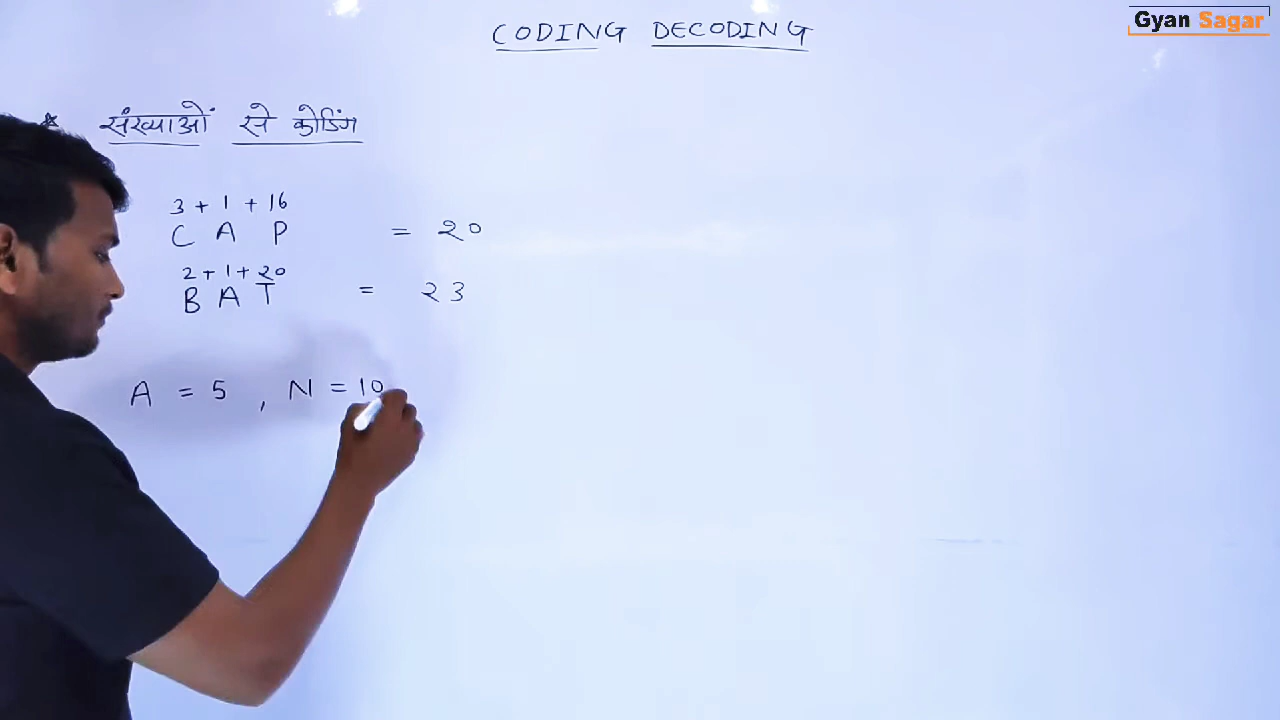 CODING DECODING
Gyan Sagar
* संख्याओं से कोडिंग
3 + 1 + 16
C A P = 20
2 + 1 + 20
B A T = 23
A = 5 , N = 10